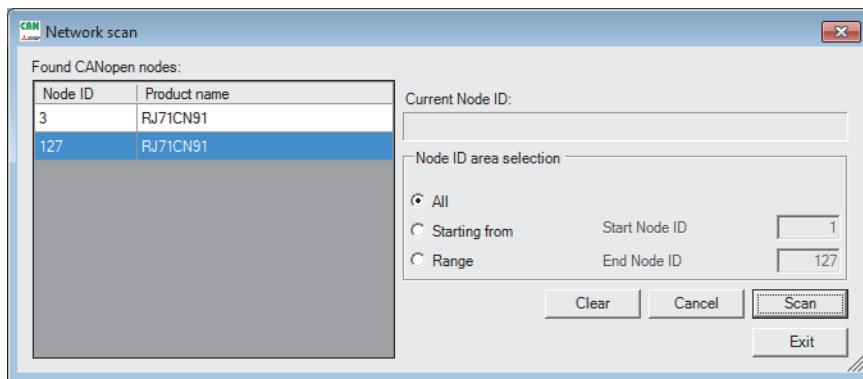 CAN
Network scan
Found CANopen nodes:
Node ID Product name
3 RJ71CN91
127 RJ71CN91
Current Node ID:
Node ID area selection
All
Starting from Start Node ID 1
Range End Node ID 127
Clear Cancel Scan
Exit